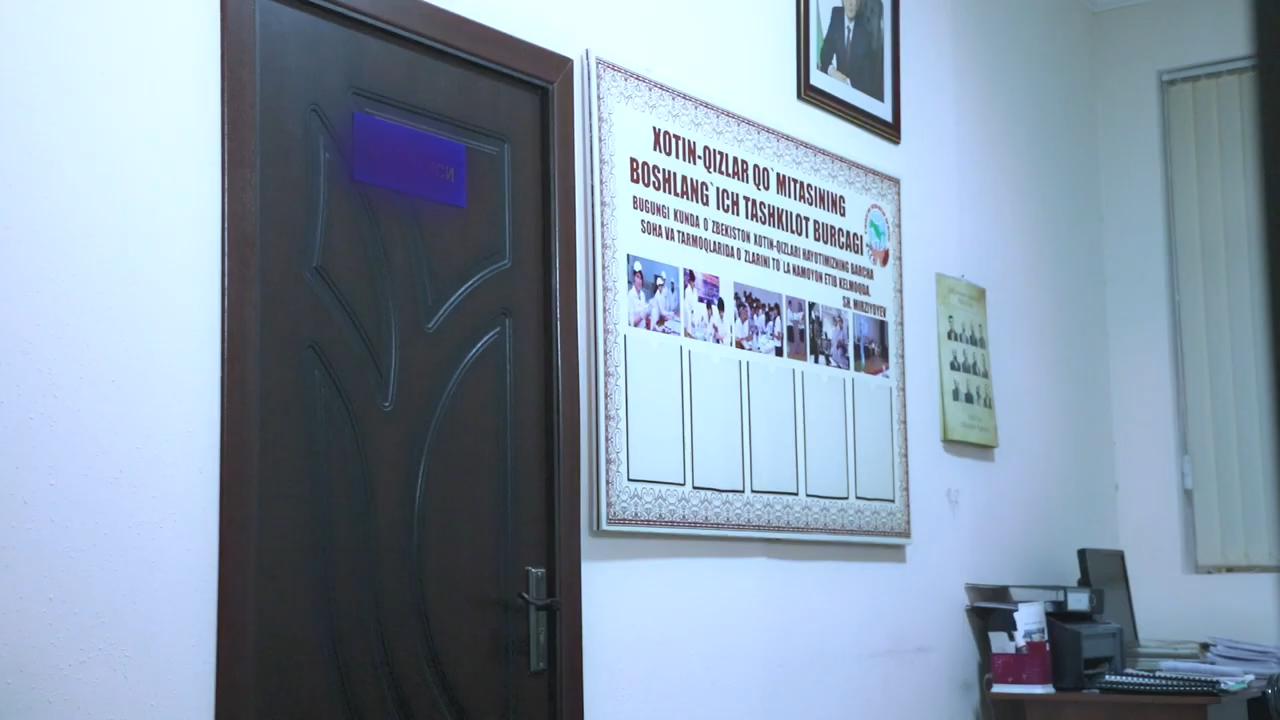 XOTIN-QIZLAR QO`MITASINING
BOSHLANG`ICH TASHKILOT BURCAGI
BUGUNGI KUNDA O`ZBEKISTON XOTIN-QIZLARI HAYOTIMIZNING BARCHA
SOHA VA TARMOQLARIDA O`ZLARINI TO`LA NAMOYON ETIB KELMOQDA.
SH. MIRZIYOYEV